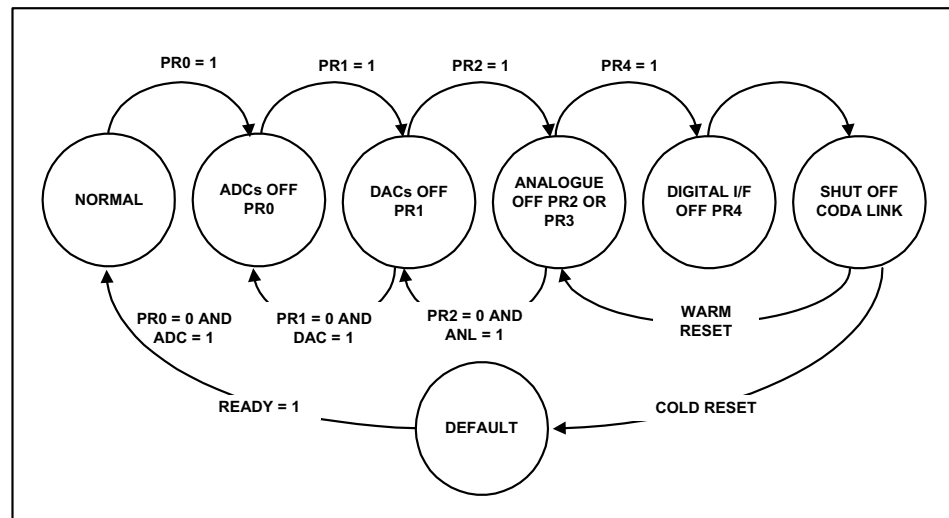 PR0 = 1
PR1 = 1
PR2 = 1
PR4 = 1
NORMAL
ADCs OFF
PR0
DACs OFF
PR1
ANALOGUE
OFF PR2 OR
PR3
DIGITAL I/F
OFF PR4
SHUT OFF
CODA LINK
PR0 = 0 AND
ADC = 1
PR1 = 0 AND
DAC = 1
PR2 = 0 AND
ANL = 1
WARM
RESET
READY = 1
DEFAULT
COLD RESET